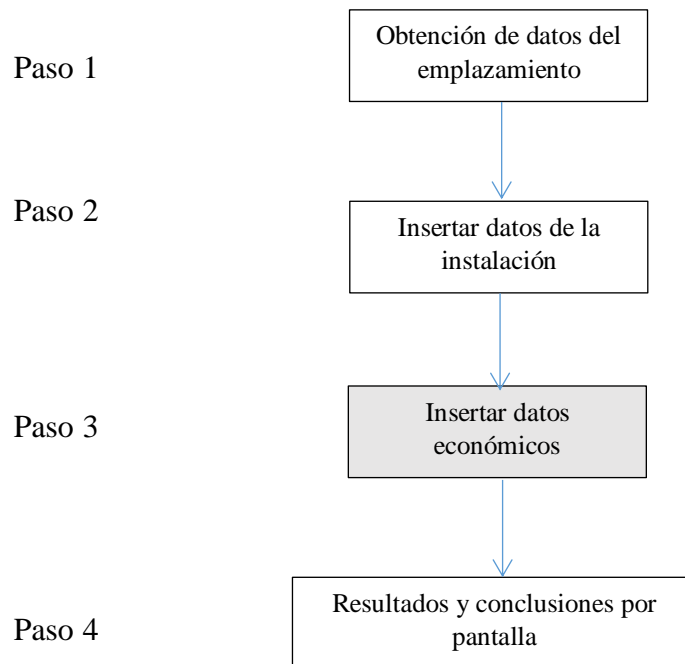 Paso 1
Obtención de datos del
emplazamiento
Paso 2
Insertar datos de la
instalación
Paso 3
Insertar datos
económicos
Paso 4
Resultados y conclusiones por
pantalla